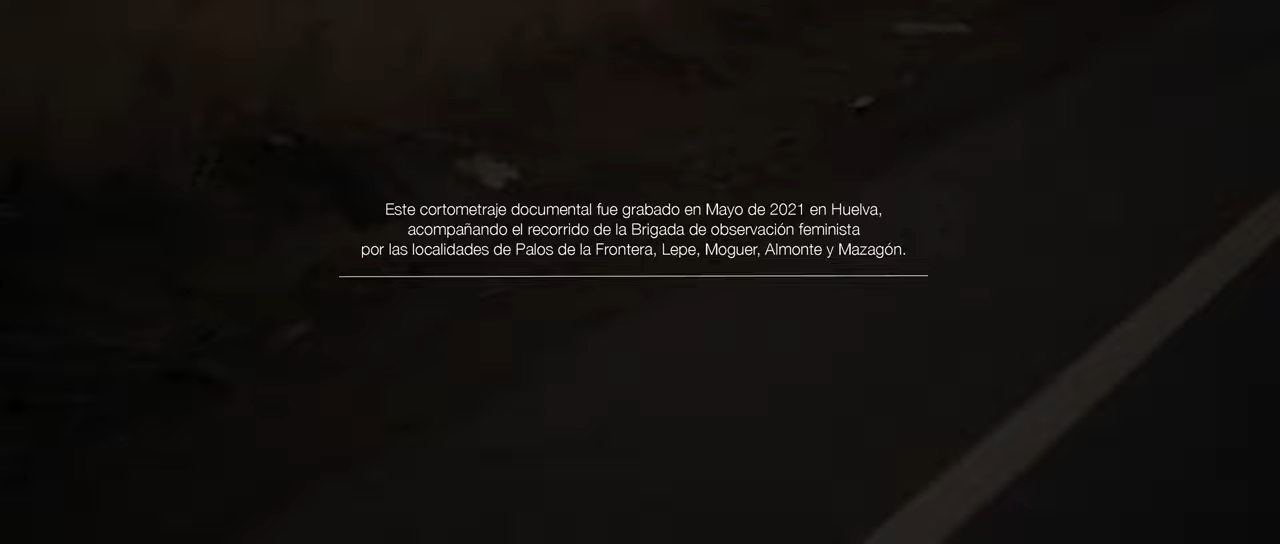 Este cortometraje documental fue grabado en Mayo de 2021 en Huelva,
acompañando el recorrido de la Brigada de observación feminista
por las localidades de Palos de la Frontera, Lepe, Moguer, Almonte y Mazagón.